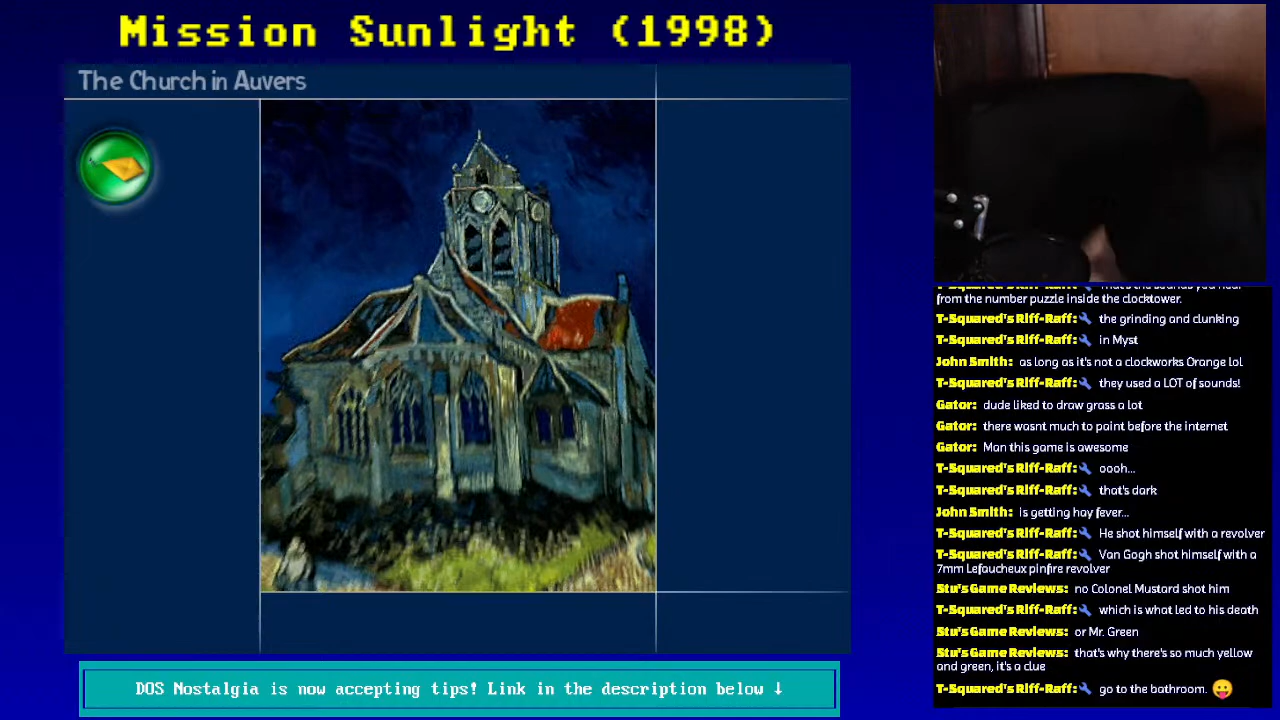 Mission Sunlight (1998)
The Church in Auvers
from the number puzzle inside the clocktower.
T-Squared's Riff-Raff: the grinding and clunking
T-Squared's Riff-Raff: in Myst
John Smith: as long as it's not a clockworks Orange lol
T-Squared's Riff-Raff: they used a LOT of sounds!
Gator: dude liked to draw grass a lot
Gator: there wasnt much to paint before the internet
Gator: Man this game is awesome
T-Squared's Riff-Raff: oooh...
T-Squared's Riff-Raff: that's dark
John Smith: is getting hay fever...
T-Squared's Riff-Raff: He shot himself with a revolver
T-Squared's Riff-Raff: Van Gogh shot himself with a
7mm Lefaucheux pinfire revolver
Stu's Game Reviews: no Colonel Mustard shot him
T-Squared's Riff-Raff: which is what led to his death
Stu's Game Reviews: or Mr. Green
Stu's Game Reviews: that's why there's so much yellow
and green, it's a clue
T-Squared's Riff-Raff: go to the bathroom. 😛
DOS Nostalgia is now accepting tips! Link in the description below ↓